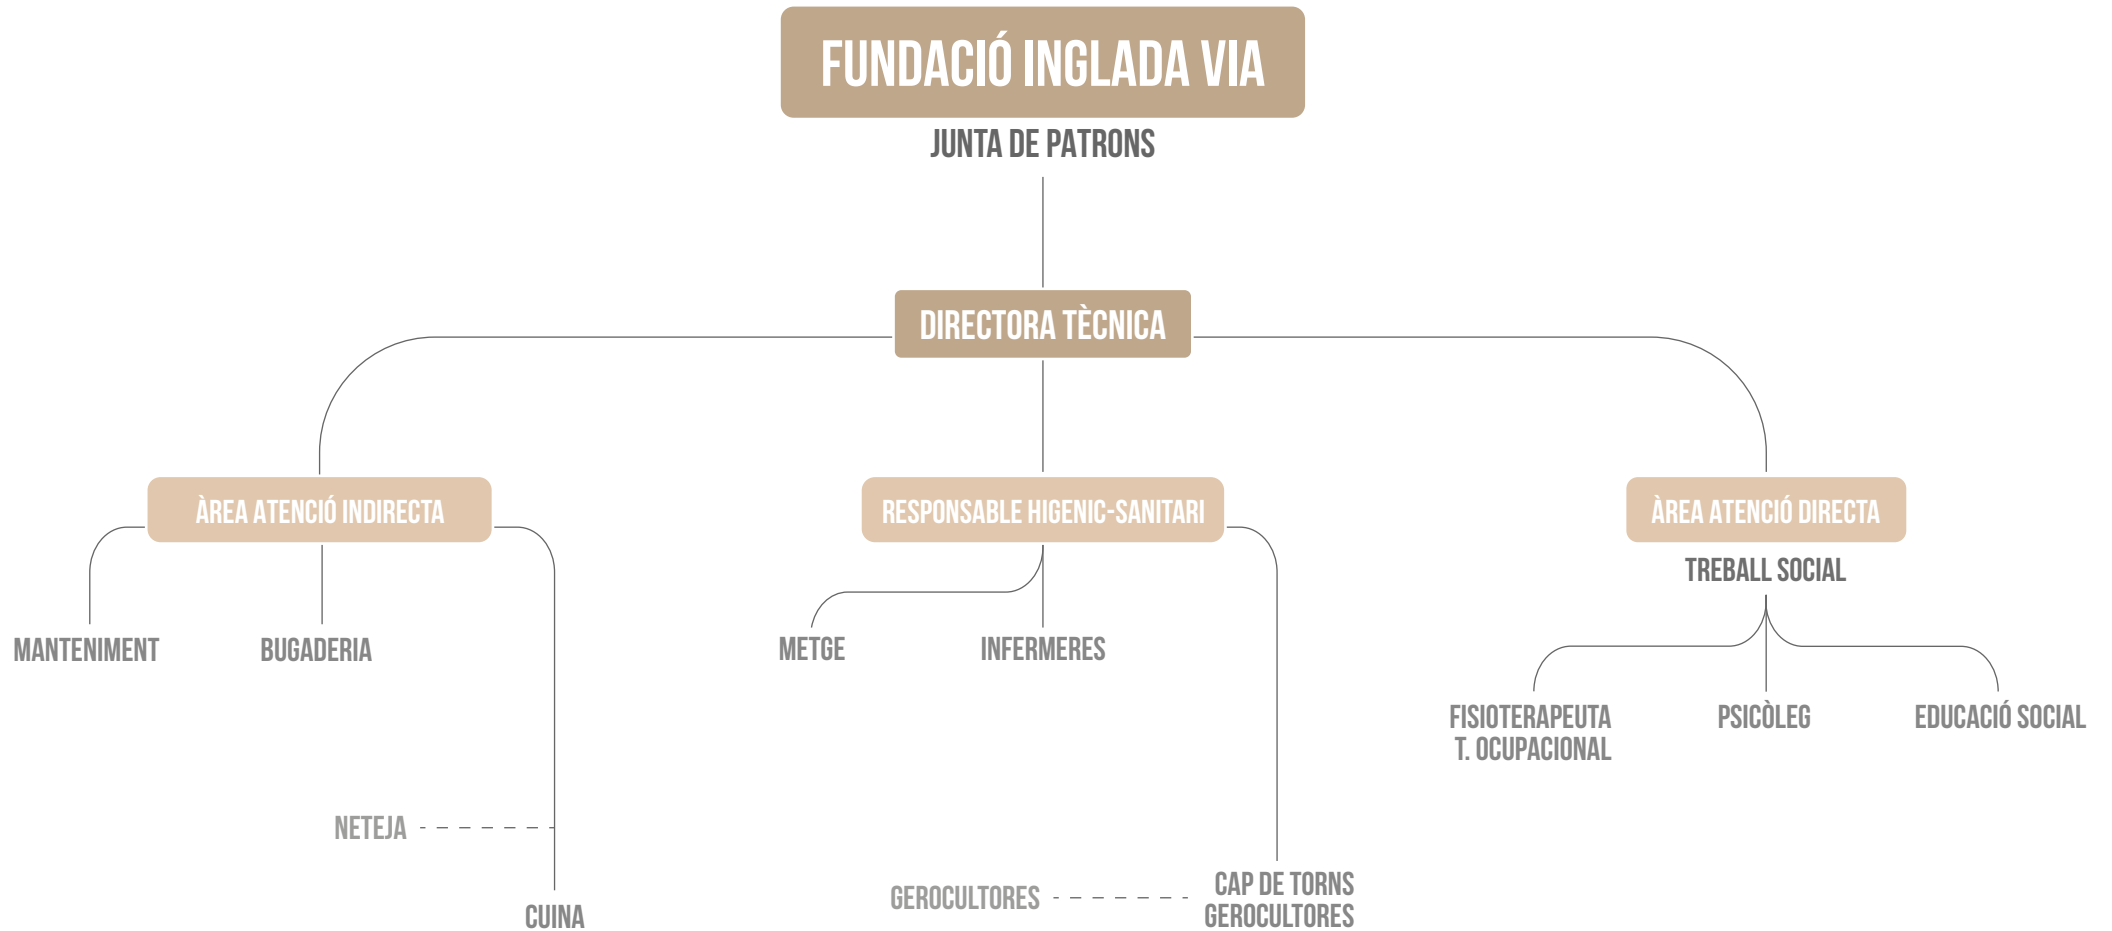 FUNDACIÓ INGLADA VIA
JUNTA DE PATRONS
DIRECTORA TÈCNICA
ÀREA ATENCIÓ INDIRECTA
RESPONSABLE HIGENIC-SANITARI
ÀREA ATENCIÓ DIRECTA
TREBALL SOCIAL
MANTENIMENT
BUGADERIA
METGE
INFERMERES
FISIOTERAPEUTA
T. OCUPACIONAL
PSICÒLEG
EDUCACIÓ SOCIAL
NETEJA
CUINA
GEROCULTORES
CAP DE TORNS
GEROCULTORES